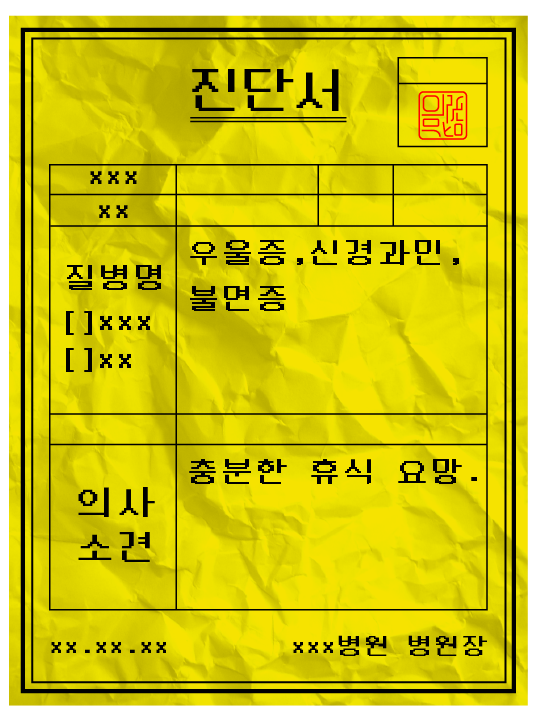 진단서
xxx
xx
질병명
[]xxx
[]xx
우울증,신경과민,
불면증
의사
소견
충분한 휴식 요망.
xx.xx.xx
xxx병원 병원장